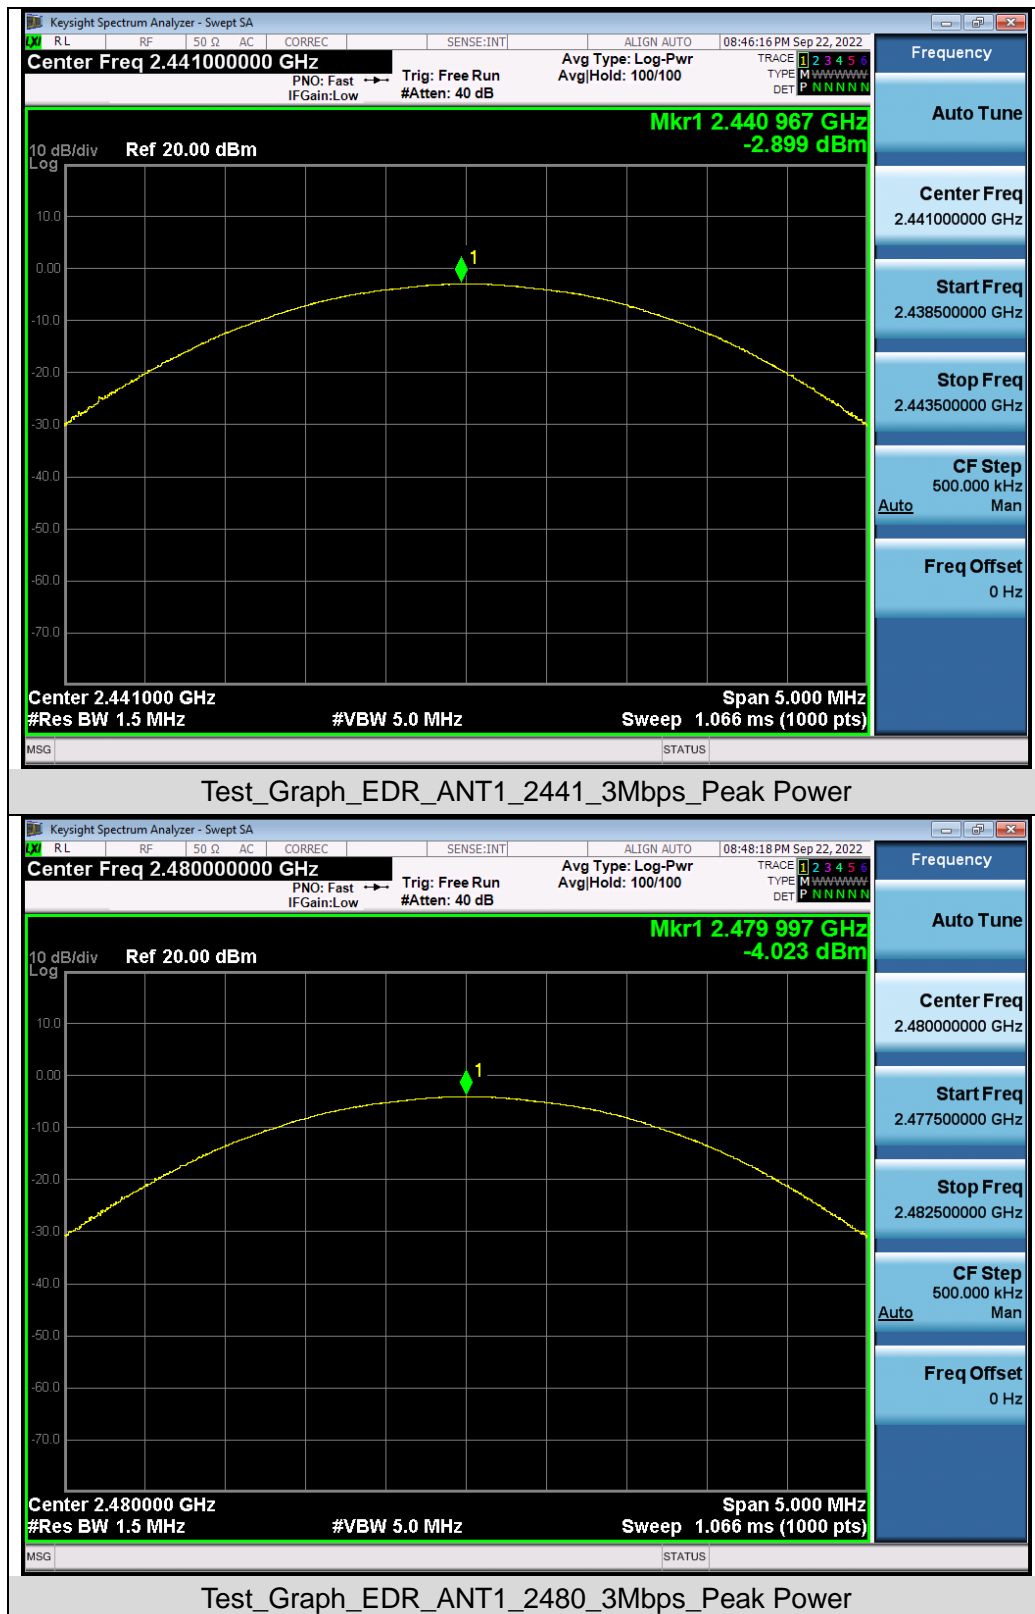 Keysight Spectrum Analyzer - Swept SA
LXI RL RF 50 Ω AC CORREC SENSE:INT ALIGN AUTO 08:46:16 PM Sep 22, 2022
Center Freq 2.441000000 GHz
PNO: Fast
IFGain:Low
Trig: Free Run
#Atten: 40 dB
Avg Type: Log-Pwr
Avg|Hold: 100/100
TRACE 1 2 3 4 5 6
TYPE M WWWWW
DET P N N N N N
Mkr1 2.440 967 GHz
-2.899 dBm
10 dB/div Ref 20.00 dBm
Log
10.0
0.00
-10.0
-20.0
-30.0
-40.0
-50.0
-60.0
-70.0
1
Center 2.441000 GHz Span 5.000 MHz
#Res BW 1.5 MHz #VBW 5.0 MHz Sweep 1.066 ms (1000 pts)
MSG STATUS
Frequency
Auto Tune
Center Freq
2.441000000 GHz
Start Freq
2.438500000 GHz
Stop Freq
2.443500000 GHz
CF Step
500.000 kHz
Auto Man
Freq Offset
0 Hz
Test_Graph_EDR_ANT1_2441_3Mbps_Peak Power
Keysight Spectrum Analyzer - Swept SA
LXI RL RF 50 Ω AC CORREC SENSE:INT ALIGN AUTO 08:48:18 PM Sep 22, 2022
Center Freq 2.480000000 GHz
PNO: Fast
IFGain:Low
Trig: Free Run
#Atten: 40 dB
Avg Type: Log-Pwr
Avg|Hold: 100/100
TRACE 1 2 3 4 5 6
TYPE M WWWWW
DET P N N N N N
Mkr1 2.479 997 GHz
-4.023 dBm
10 dB/div Ref 20.00 dBm
Log
10.0
0.00
-10.0
-20.0
-30.0
-40.0
-50.0
-60.0
-70.0
1
Center 2.480000 GHz Span 5.000 MHz
#Res BW 1.5 MHz #VBW 5.0 MHz Sweep 1.066 ms (1000 pts)
MSG STATUS
Frequency
Auto Tune
Center Freq
2.480000000 GHz
Start Freq
2.477500000 GHz
Stop Freq
2.482500000 GHz
CF Step
500.000 kHz
Auto Man
Freq Offset
0 Hz
Test_Graph_EDR_ANT1_2480_3Mbps_Peak Power